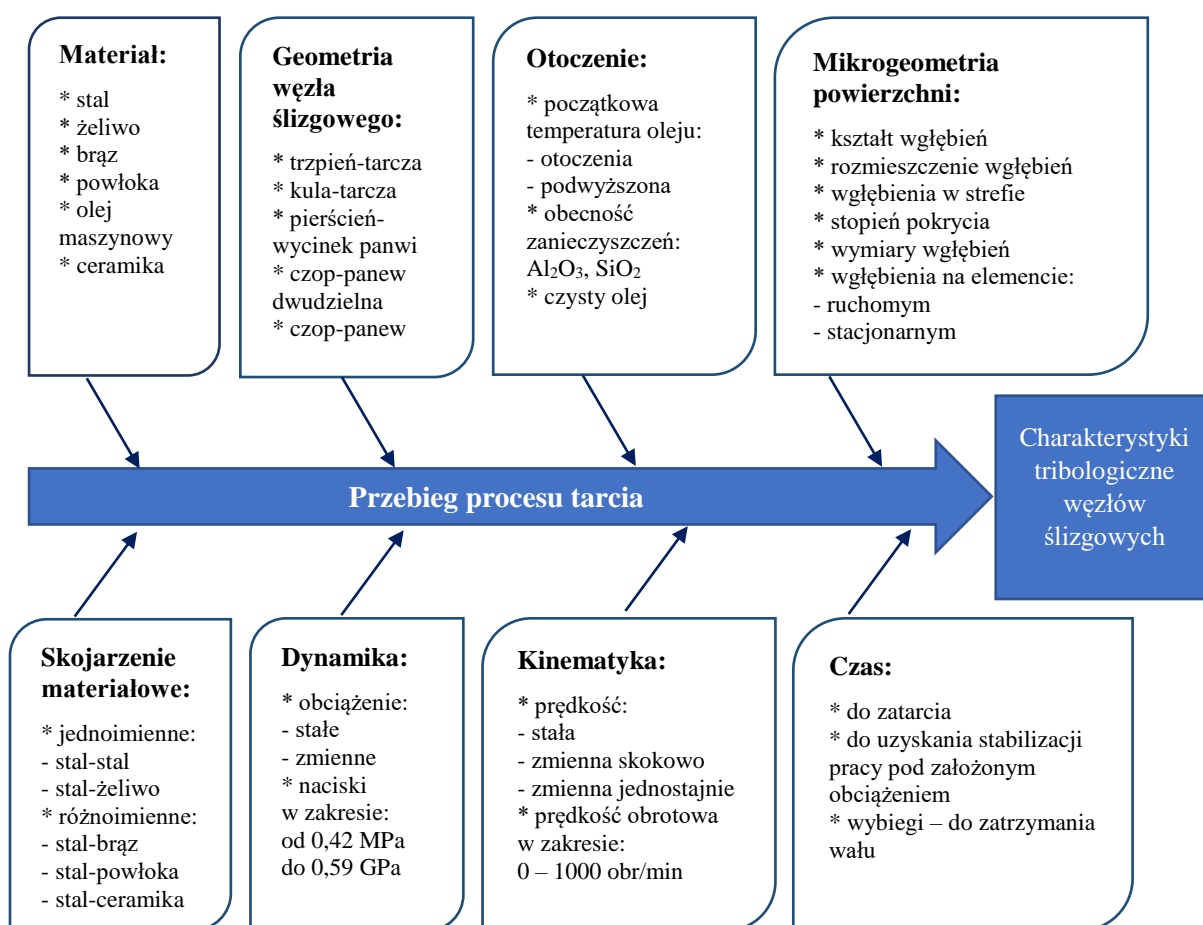 Materiał:
* stal
* żeliwo
* brąz
* powłoka
* olej
maszynowy
* ceramika
Geometria
węzła
ślizgowego:
* trzpień-tarcza
* kula-tarcza
* pierścień-
wycinek panwi
* czop-panew
dwudzielna
* czop-panew
Otoczenie:
* początkowa
temperatura oleju:
- otoczenia
- podwyższona
* obecność
zanieczyszczeń:
Al₂O₃, SiO₂
* czysty olej
Mikrogeometria
powierzchni:
* kształt wgłębień
* rozmieszczenie wgłębień
* wgłębienia w strefie
* stopień pokrycia
* wymiary wgłębień
* wgłębienia na elemencie:
- ruchomym
- stacjonarnym
Przebieg procesu tarcia
Charakterystyki
tribologiczne
węzłów
ślizgowych
Skojarzenie
materiałowe:
* jednoimienne:
- stal-stal
- stal-żeliwo
* różnoimienne:
- stal-brąz
- stal-powłoka
- stal-ceramika
Dynamika:
* obciążenie:
- stałe
- zmienne
* naciski
w zakresie:
od 0,42 MPa
do 0,59 GPa
Kinematyka:
* prędkość:
- stała
- zmienna skokowo
- zmienna jednostajnie
* prędkość obrotowa
w zakresie:
0 – 1000 obr/min
Czas:
* do zatarcia
* do uzyskania stabilizacji
pracy pod założonym
obciążeniem
* wybiegi – do zatrzymania
wału